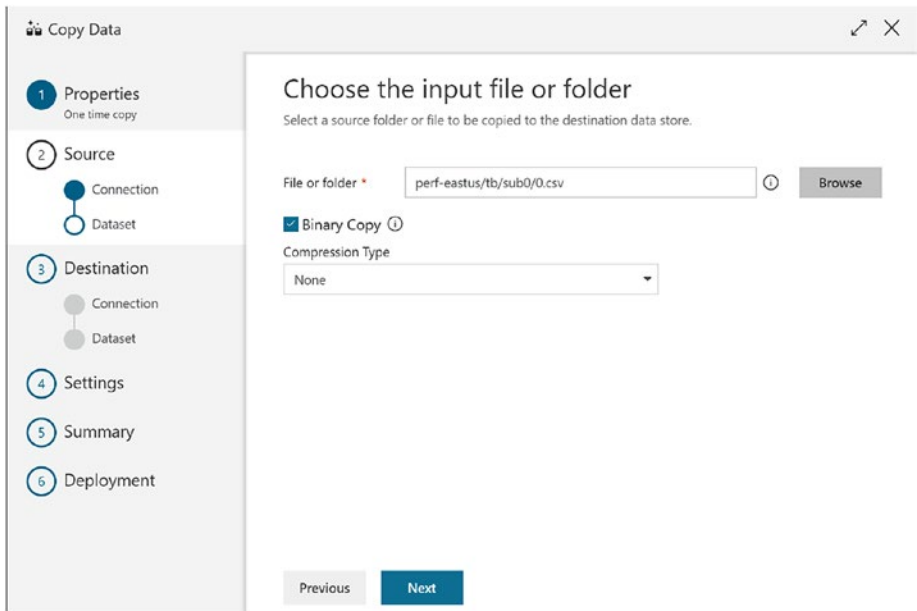 Copy Data
1 Properties
One time copy
2 Source
Connection
Dataset
3 Destination
Connection
Dataset
4 Settings
5 Summary
6 Deployment
Choose the input file or folder
Select a source folder or file to be copied to the destination data store.
File or folder * perf-eastus/tb/sub0/0.csv Browse
Binary Copy
Compression Type
None
Previous Next